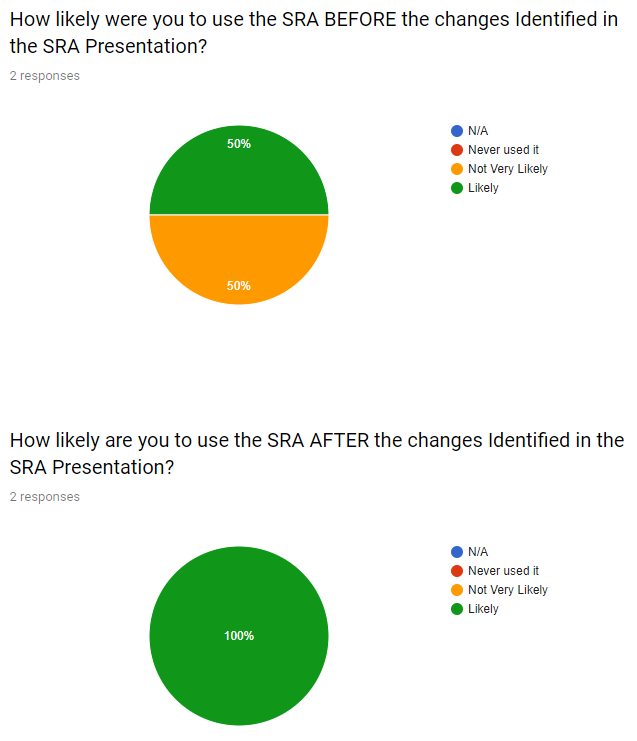 How likely were you to use the SRA BEFORE the changes Identified in
the SRA Presentation?
2 responses
50%
50%
N/A
Never used it
Not Very Likely
Likely
How likely are you to use the SRA AFTER the changes Identified in the
SRA Presentation?
2 responses
100%
N/A
Never used it
Not Very Likely
Likely